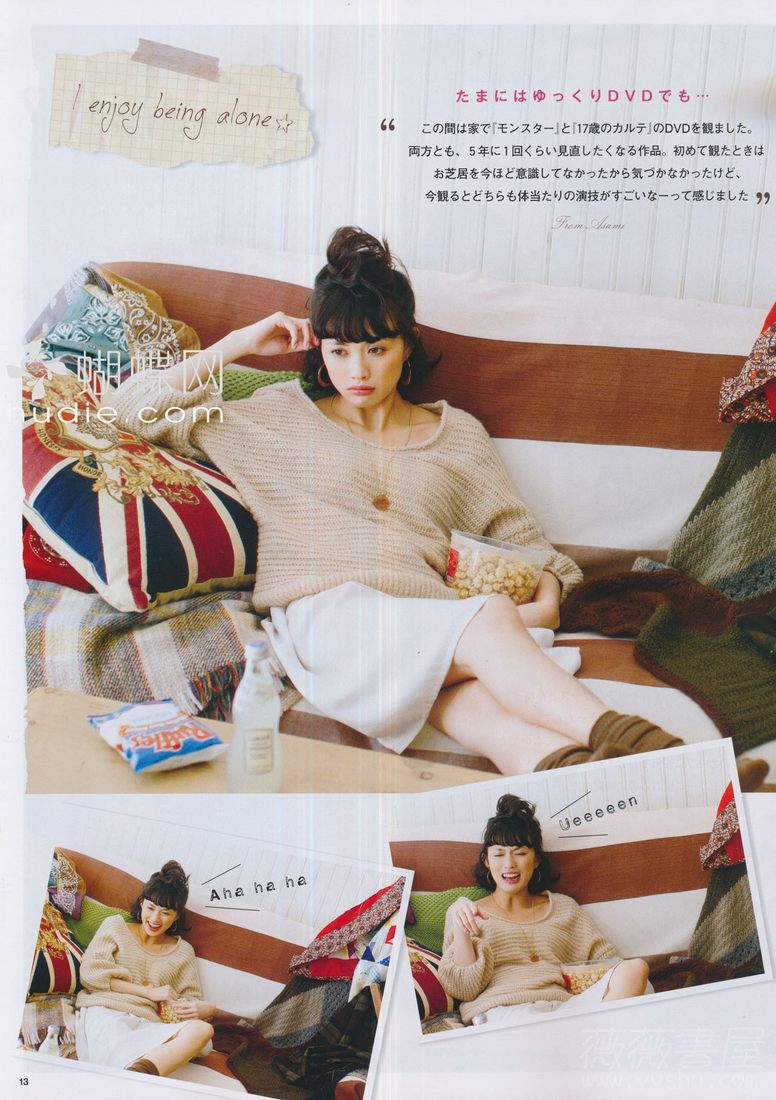 I enjoy being alone☆
たまにはゆっくりDVDでも…
“この間は家で『モンスター』と『17歳のカルテ』のDVDを観ました。
両方とも、5年に1回くらい見直したくなる作品。初めて観たときは
お芝居を今ほど意識してなかったから気づかなかったけど、
今観るとどちらも体当たりの演技がすごいなーって感じました”
From Asami
蝴蝶网
hudie.com
Ruffles
Ueeeeen
Aha ha ha
薇薇書屋
www.vvshu.com
13